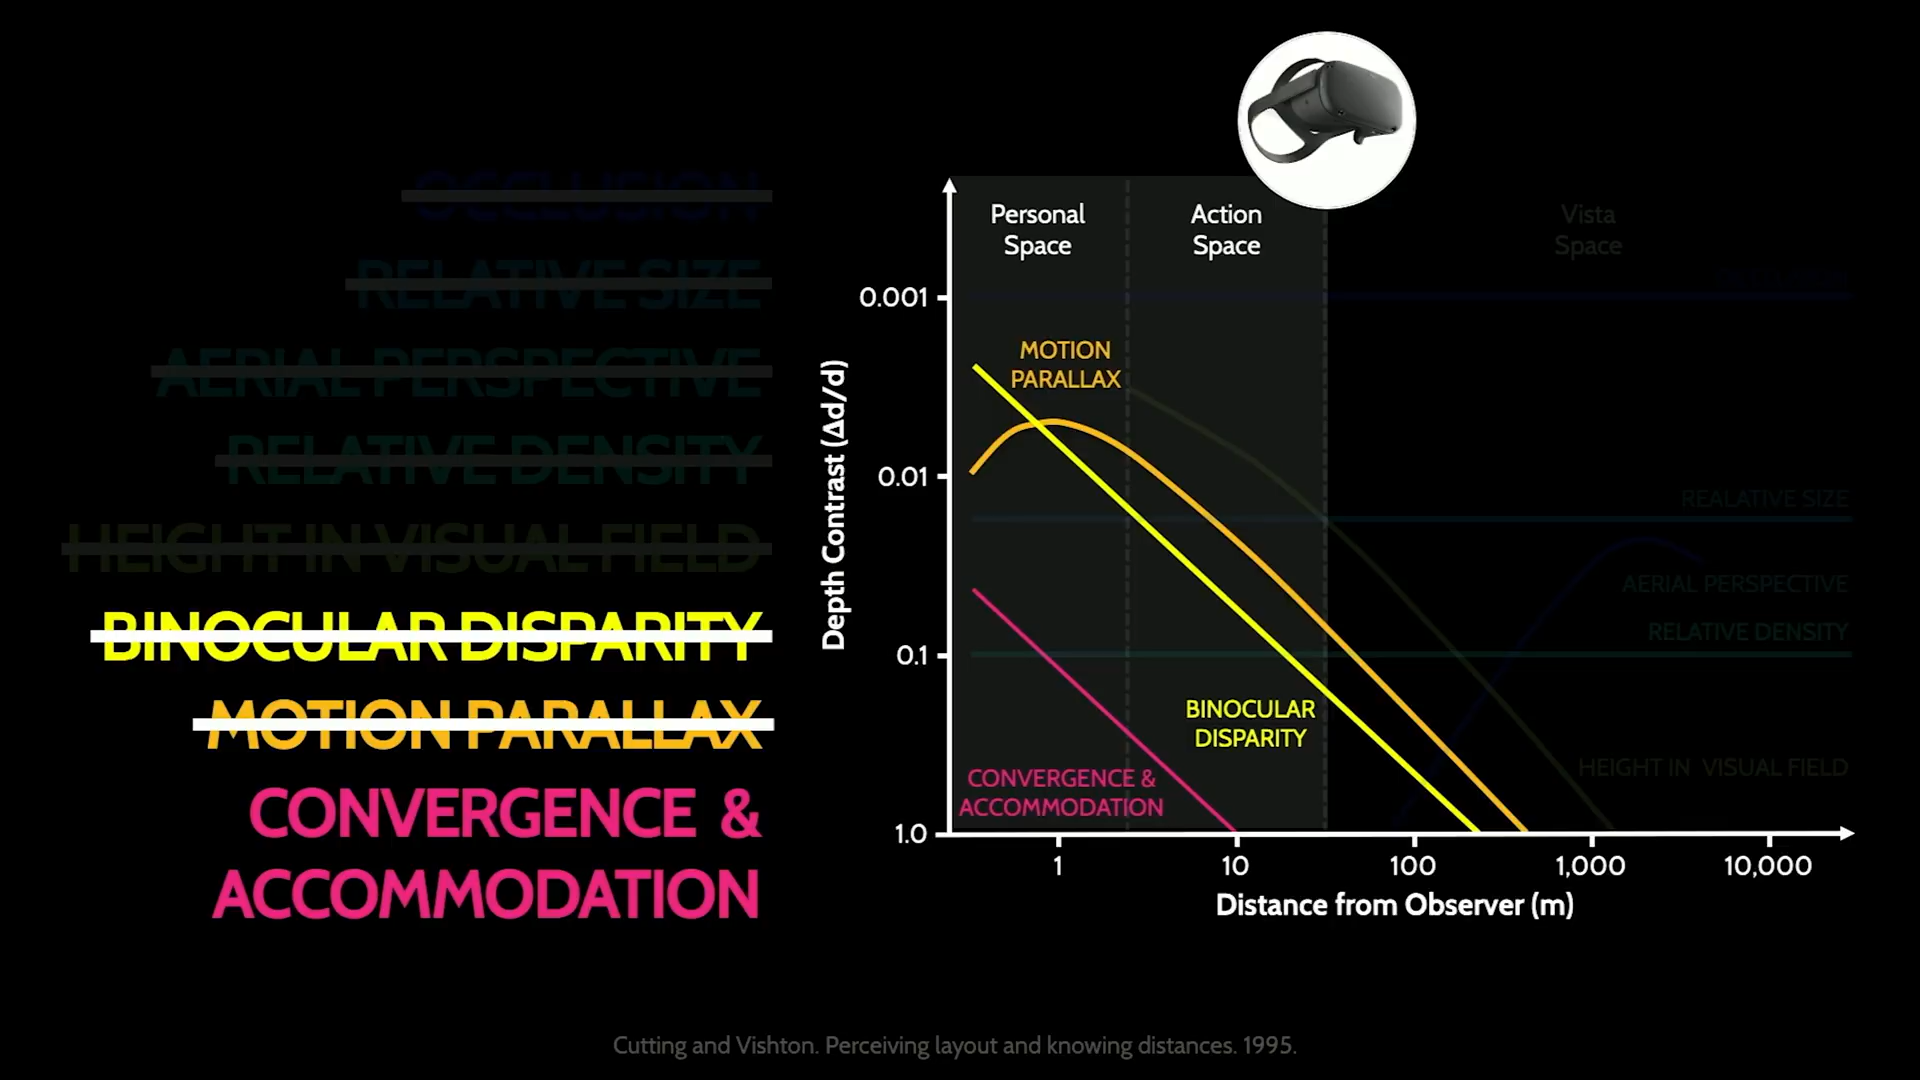 OCCLUSION
RELATIVE SIZE
AERIAL PERSPECTIVE
RELATIVE DENSITY
HEIGHT IN VISUAL FIELD
BINOCULAR DISPARITY
MOTION PARALLAX
CONVERGENCE &
ACCOMMODATION
Depth Contrast (Δd/d)
0.001
0.01
0.1
1.0
Personal
Space
Action
Space
Vista
Space
MOTION
PARALLAX
REALATIVE SIZE
AERIAL PERSPECTIVE
RELATIVE DENSITY
BINOCULAR
DISPARITY
HEIGHT IN VISUAL FIELD
CONVERGENCE &
ACCOMMODATION
1
10
100
1,000
10,000
Distance from Observer (m)
Cutting and Vishton. Perceiving layout and knowing distances. 1995.